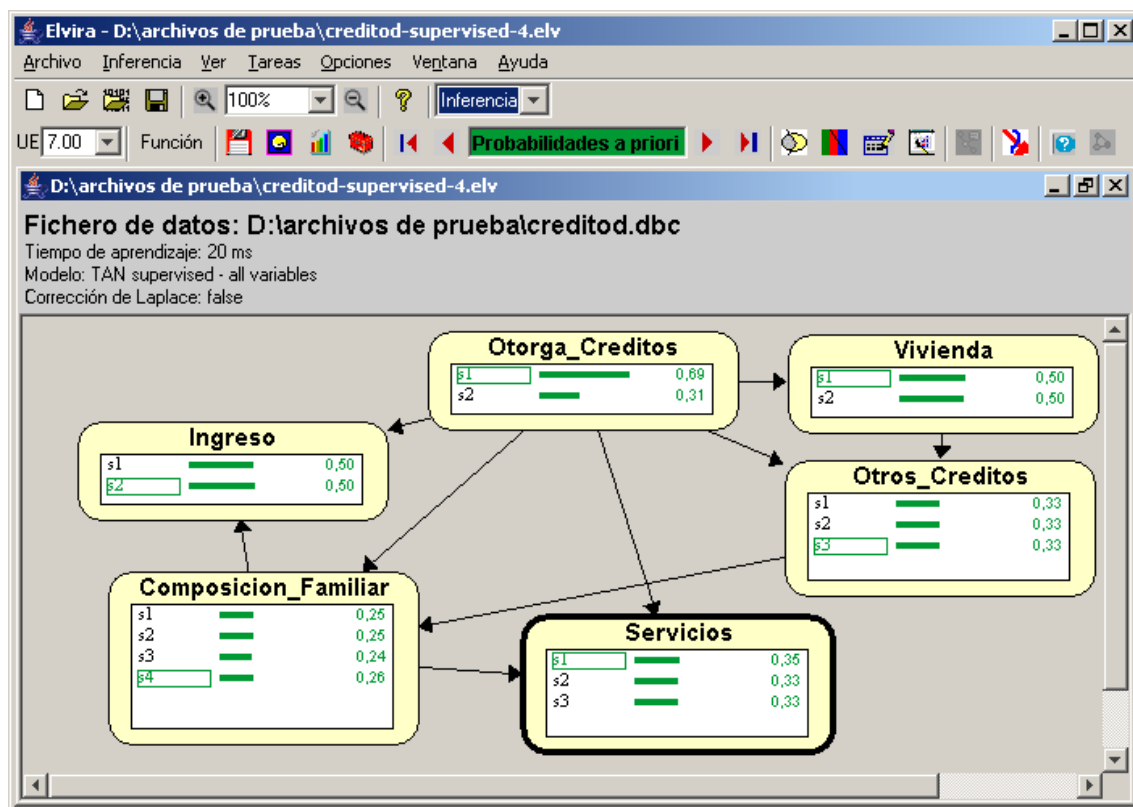 Elvira - D:\archivos de prueba\creditod-supervised-4.elv
Archivo Inferencia Ver Tareas Opciones Ventana Ayuda
100% Inferencia
UE 7.00 Función Probabilidades a priori
D:\archivos de prueba\creditod-supervised-4.elv
Fichero de datos: D:\archivos de prueba\creditod.dbc
Tiempo de aprendizaje: 20 ms
Modelo: TAN supervised - all variables
Corrección de Laplace: false
Otorga_Creditos
s1 0,69
s2 0,31
Vivienda
s1 0,50
s2 0,50
Ingreso
s1 0,50
s2 0,50
Otros_Creditos
s1 0,33
s2 0,33
s3 0,33
Composicion_Familiar
s1 0,25
s2 0,25
s3 0,24
s4 0,26
Servicios
s1 0,35
s2 0,33
s3 0,33